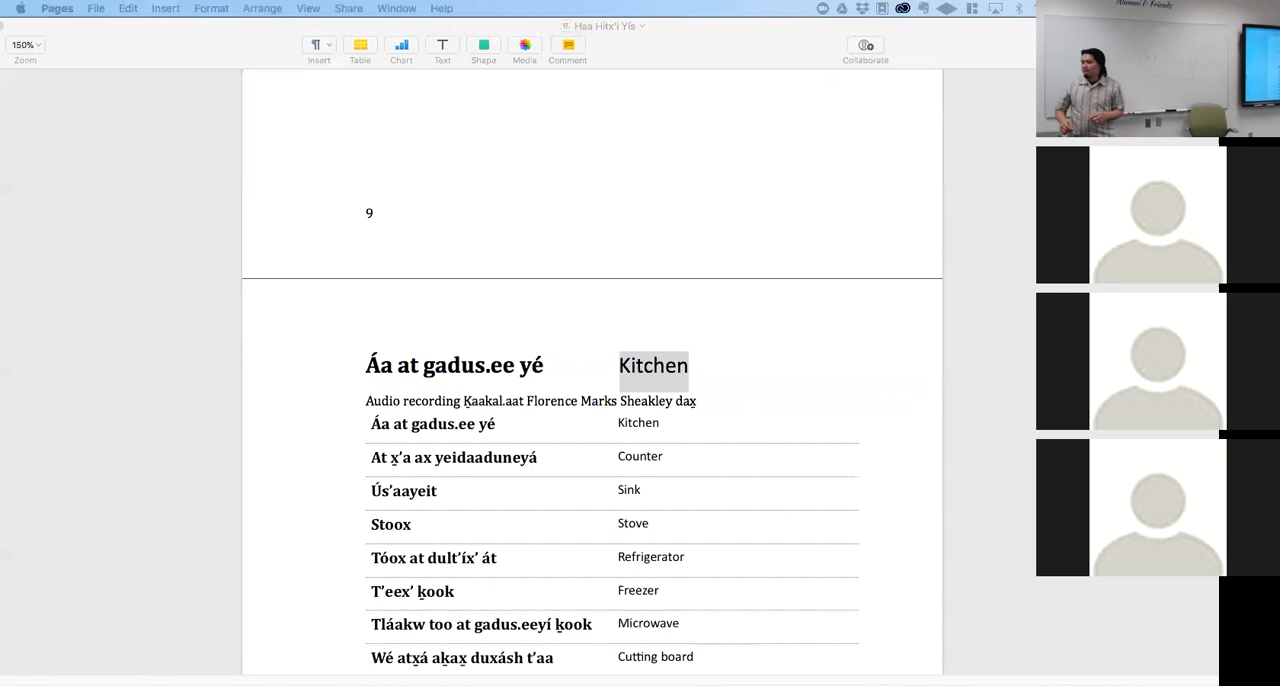 Pages File Edit Insert Format Arrange View Share Window Help
Haa Hítx'i Yís
150%
Zoom
Insert Table Chart Text Shape Media Comment
Collaborate
Alumni & Friends
9
Áa at gadus.ee yé Kitchen
Audio recording Ḵaakal.aat Florence Marks Sheakley dax̱
Áa at gadus.ee yé Kitchen
At x̱’a ax yeidaaduneyá Counter
Ús’aayeit Sink
Stoox Stove
Tóox at dult’íx’ át Refrigerator
T’eex’ ḵook Freezer
Tláakw too at gadus.eeyí ḵook Microwave
Wé atx̱á aḵax̱ duxásh t’aa Cutting board